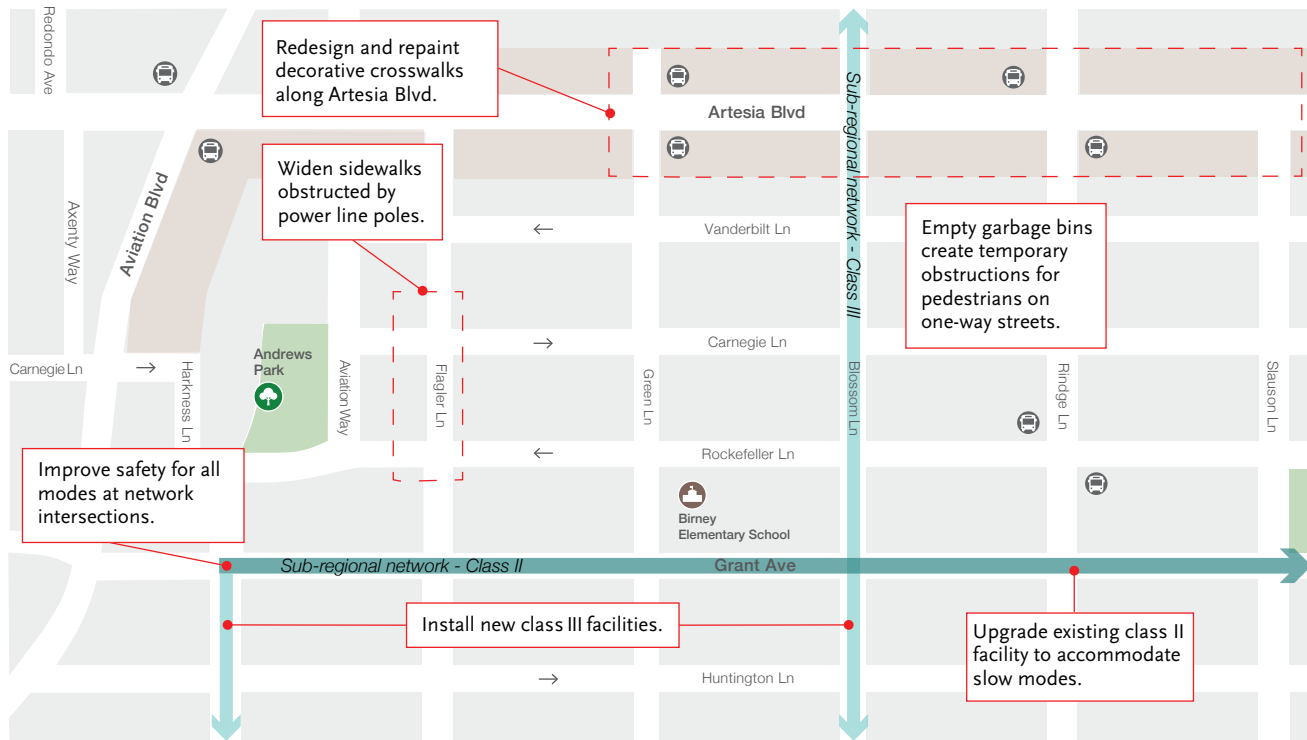 Redondo Ave
Redesign and repaint
decorative crosswalks
along Artesia Blvd.
Artesia Blvd
Sub-regional network - Class III
Widen sidewalks
obstructed by
power line poles.
Aviation Blvd
Axenty Way
Vanderbilt Ln
←
Empty garbage bins
create temporary
obstructions for
pedestrians on
one-way streets.
Carnegie Ln
→
Carnegie Ln
→
Andrews
Park
Harkness Ln
Aviation Way
Flagler Ln
Green Ln
Blossom Ln
Rindge Ln
Slauson Ln
Rockefeller Ln
←
Improve safety for all
modes at network
intersections.
Birney
Elementary School
Sub-regional network - Class II
Grant Ave
Install new class III facilities.
Upgrade existing class II
facility to accommodate
slow modes.
Huntington Ln
→